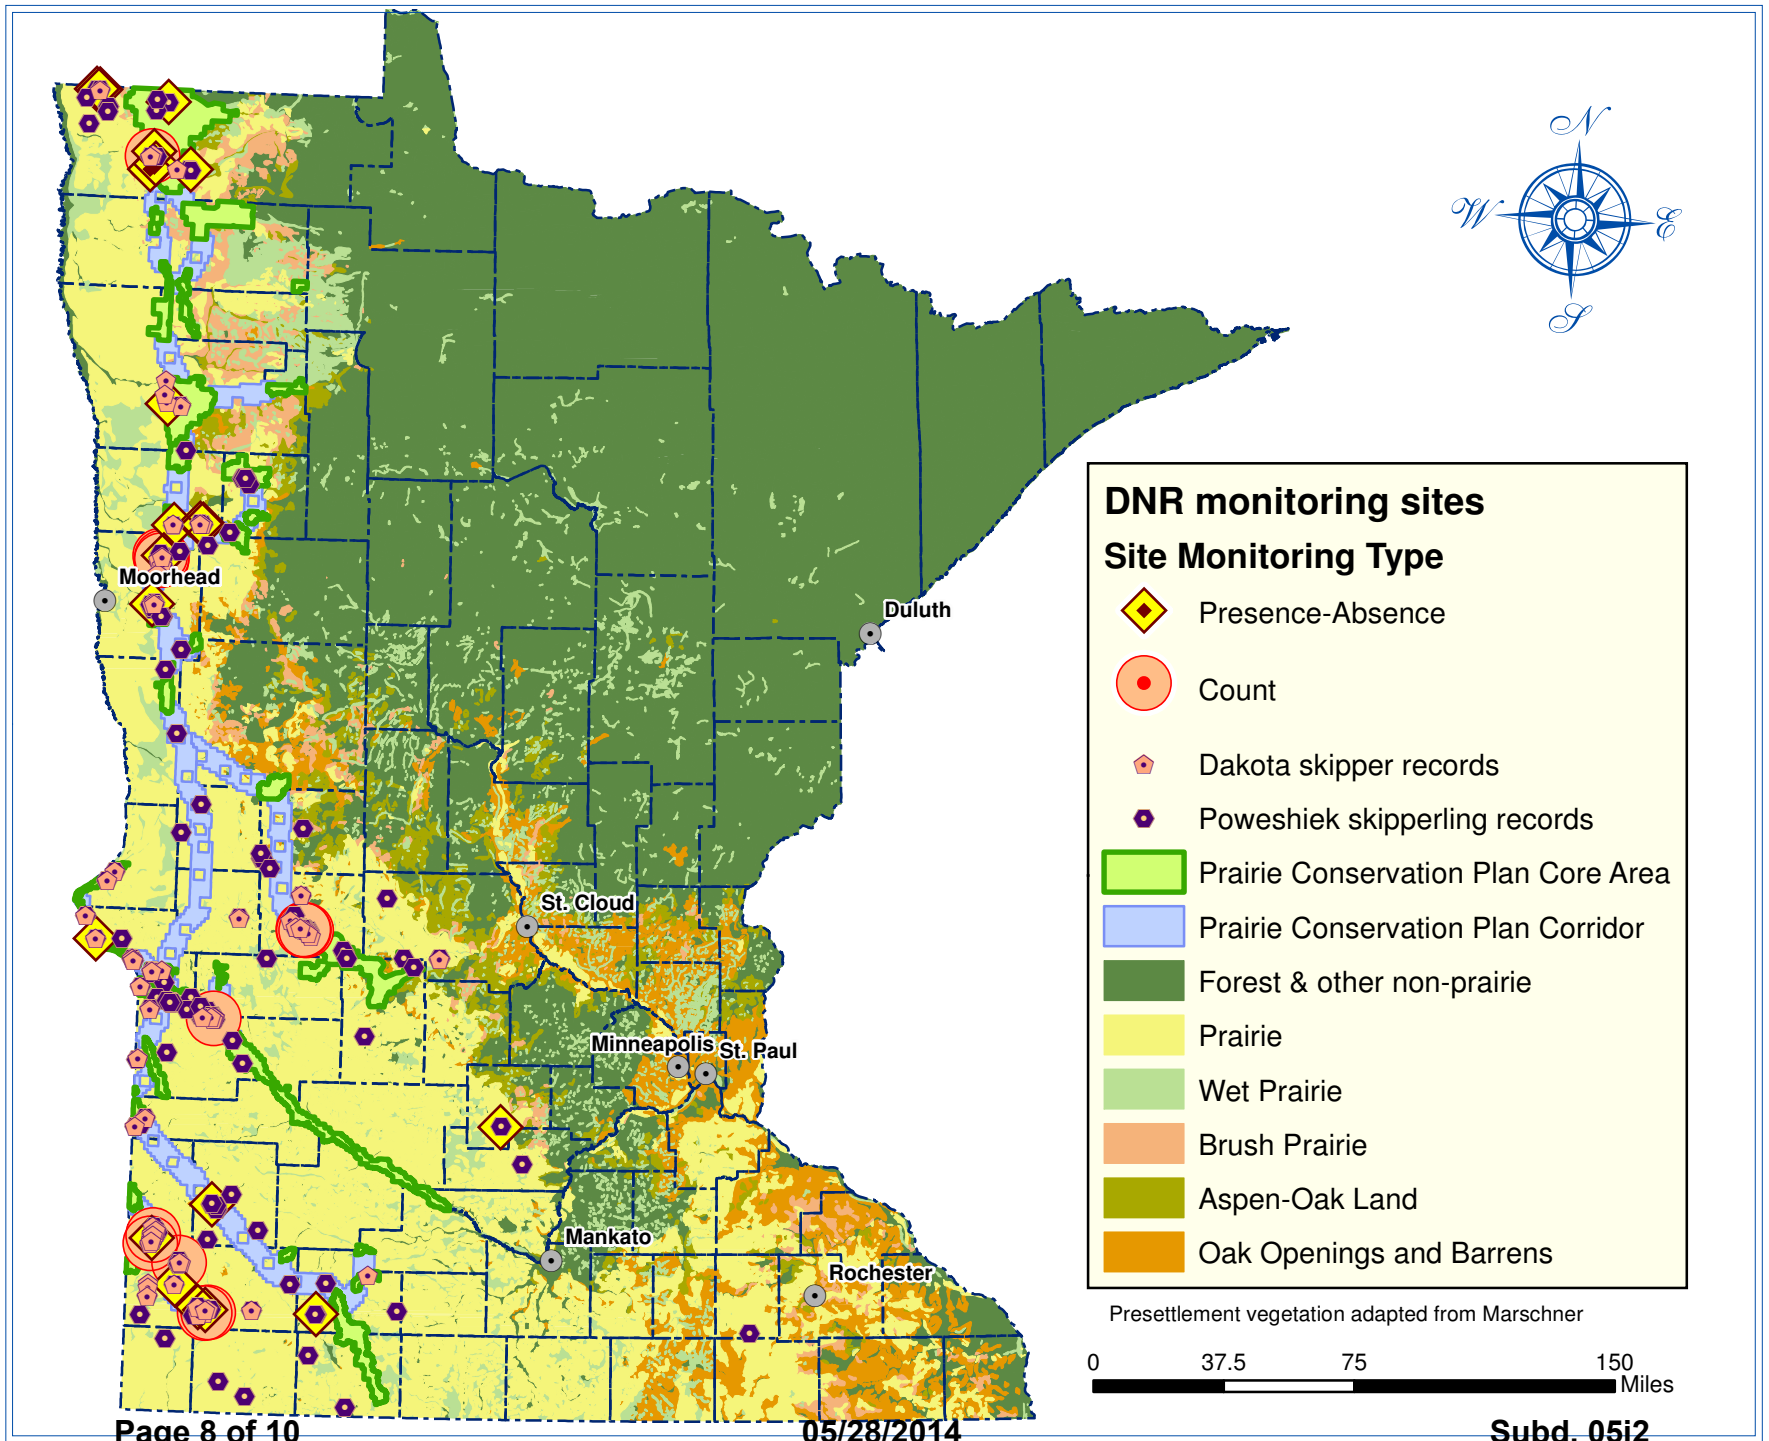 N
W
E
S
Moorhead
Duluth
St. Cloud
Minneapolis
St. Paul
Mankato
Rochester
DNR monitoring sites
Site Monitoring Type
Presence-Absence
Count
Dakota skipper records
Poweshiek skipperling records
Prairie Conservation Plan Core Area
Prairie Conservation Plan Corridor
Forest & other non-prairie
Prairie
Wet Prairie
Brush Prairie
Aspen-Oak Land
Oak Openings and Barrens
Presettlement vegetation adapted from Marschner
0 37.5 75 150
Miles
Page 8 of 10 05/28/2014 Subd. 05i2